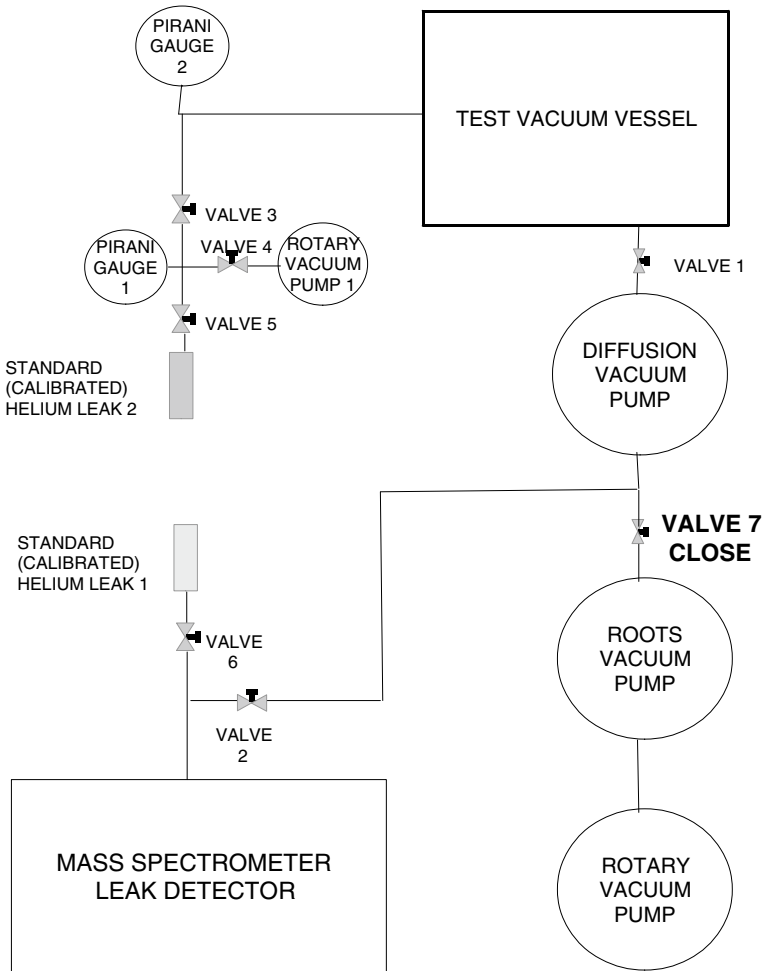 PIRANI
GAUGE
2
TEST VACUUM VESSEL
VALVE 3
VALVE 4
PIRANI
GAUGE
1
ROTARY
VACUUM
PUMP 1
VALVE 1
VALVE 5
DIFFUSION
VACUUM
PUMP
STANDARD
(CALIBRATED)
HELIUM LEAK 2
VALVE 7
CLOSE
STANDARD
(CALIBRATED)
HELIUM LEAK 1
VALVE
6
ROOTS
VACUUM
PUMP
VALVE
2
MASS SPECTROMETER
LEAK DETECTOR
ROTARY
VACUUM
PUMP